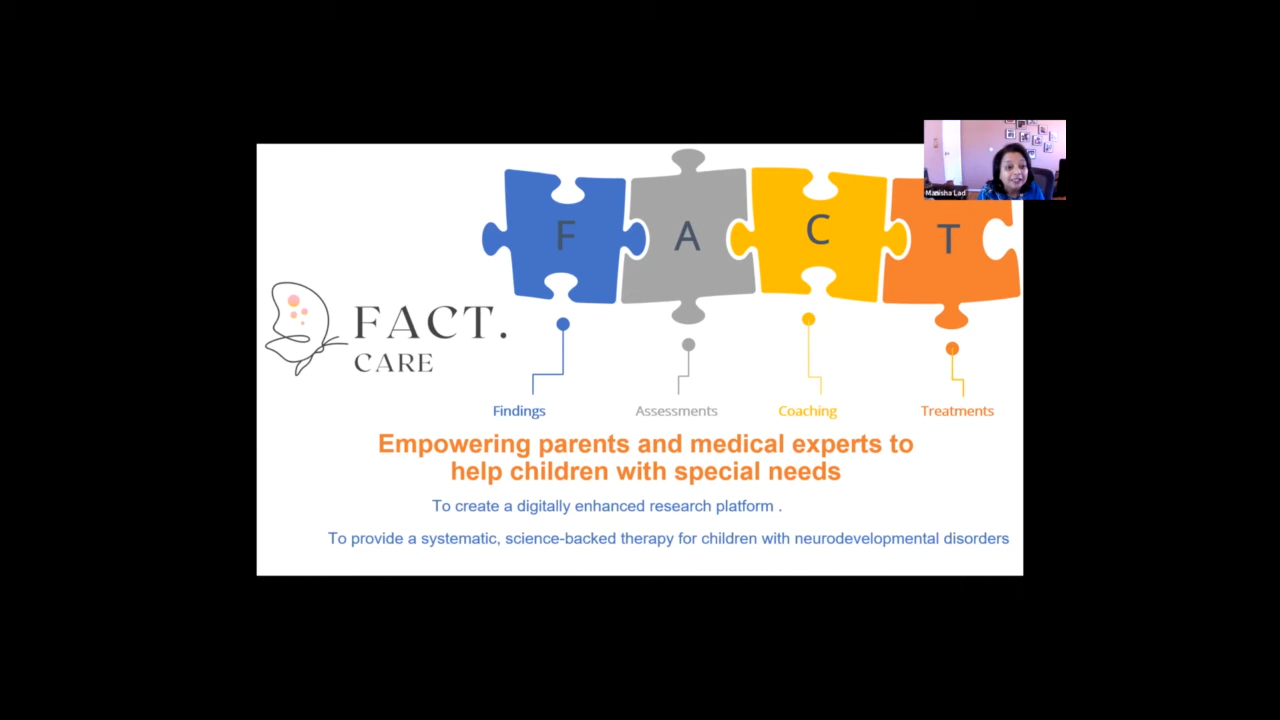 F A C T
Manisha Lad
FACT.
CARE
Findings Assessments Coaching Treatments
Empowering parents and medical experts to
help children with special needs
To create a digitally enhanced research platform .
To provide a systematic, science-backed therapy for children with neurodevelopmental disorders